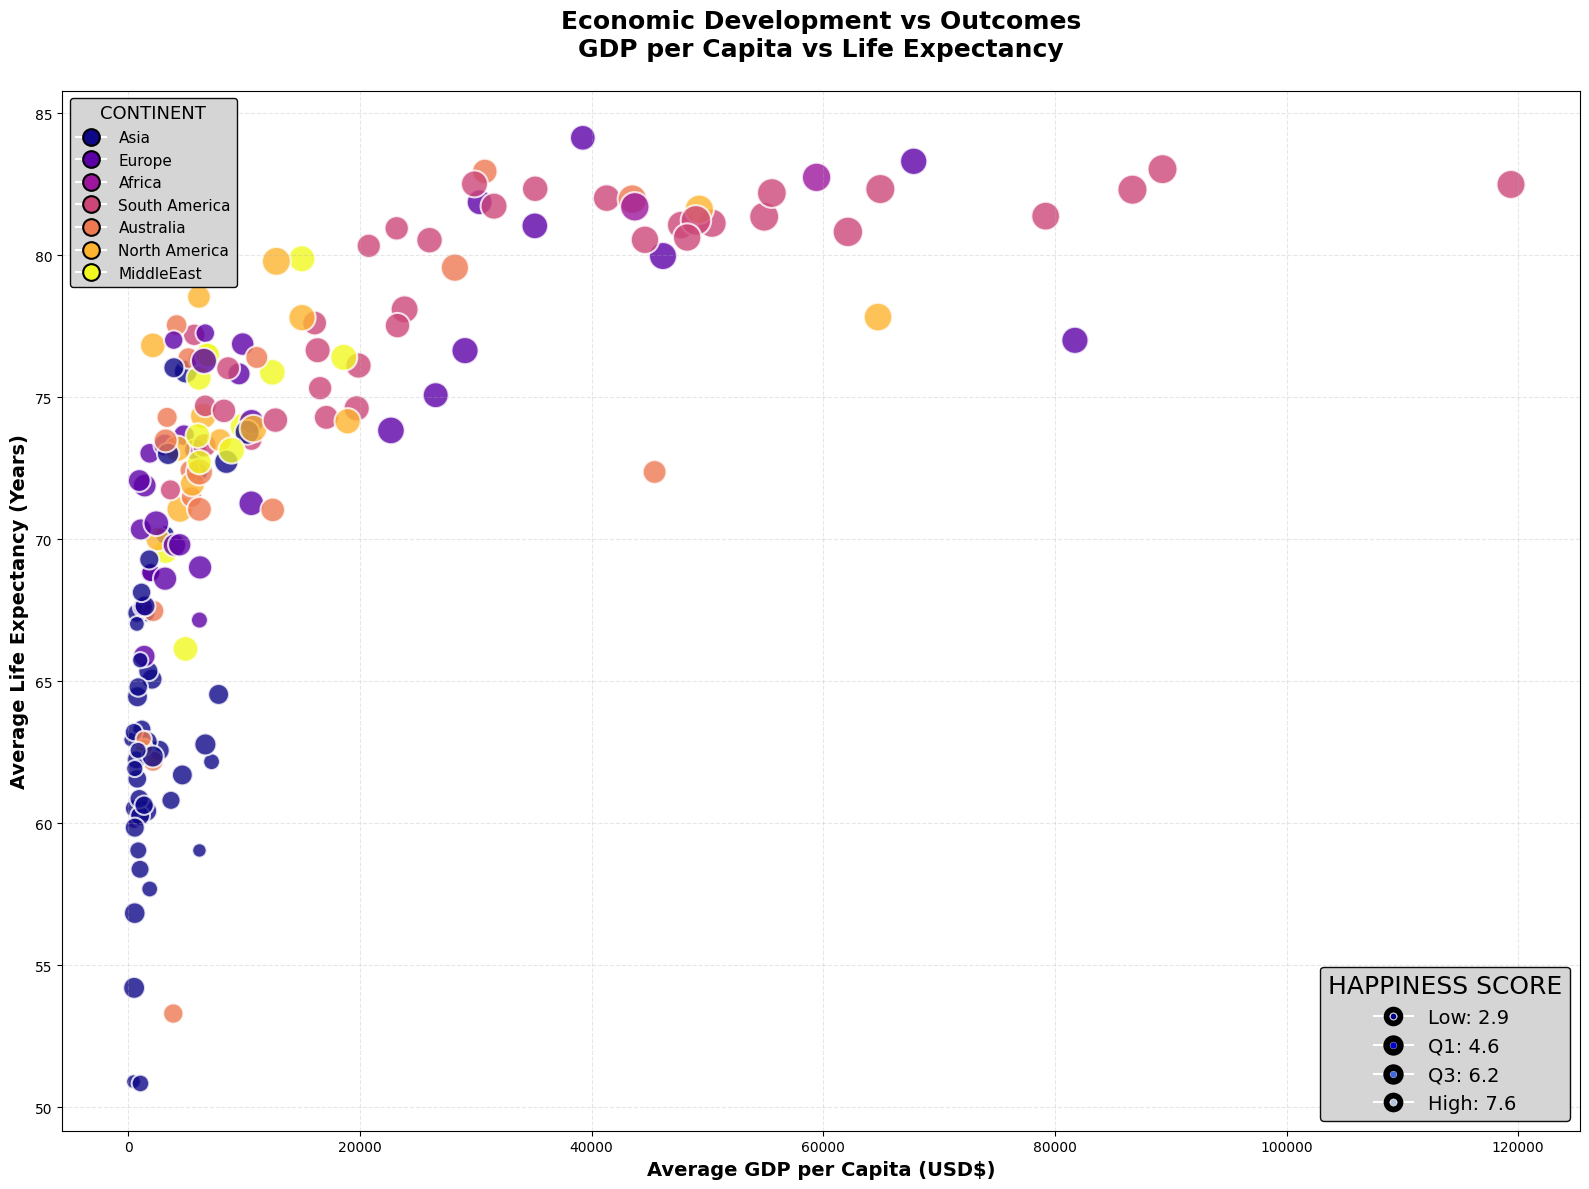 Economic Development vs Outcomes
GDP per Capita vs Life Expectancy
CONTINENT
Asia
Europe
Africa
South America
Australia
North America
MiddleEast
85
80
75
70
65
60
55
50
Average Life Expectancy (Years)
HAPPINESS SCORE
Low: 2.9
Q1: 4.6
Q3: 6.2
High: 7.6
0 20000 40000 60000 80000 100000 120000
Average GDP per Capita (USD$)